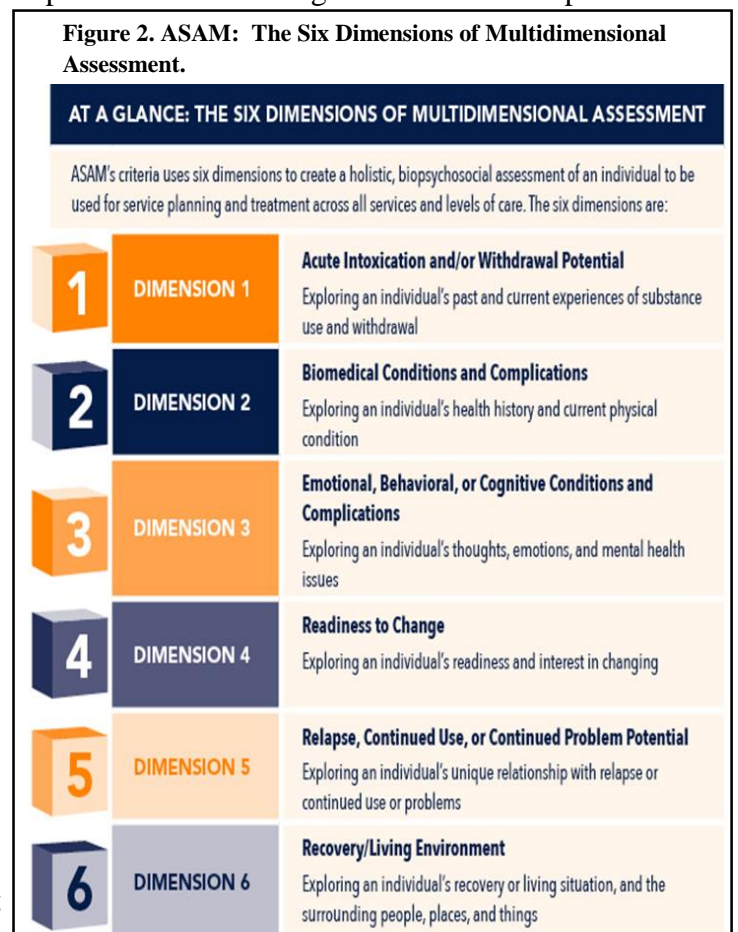 Figure 2. ASAM: The Six Dimensions of Multidimensional
Assessment.
AT A GLANCE: THE SIX DIMENSIONS OF MULTIDIMENSIONAL ASSESSMENT
ASAM's criteria uses six dimensions to create a holistic, biopsychosocial assessment of an individual to be
used for service planning and treatment across all services and levels of care. The six dimensions are:
1
DIMENSION 1
Acute Intoxication and/or Withdrawal Potential
Exploring an individual's past and current experiences of substance
use and withdrawal
2
DIMENSION 2
Biomedical Conditions and Complications
Exploring an individual's health history and current physical
condition
3
DIMENSION 3
Emotional, Behavioral, or Cognitive Conditions and
Complications
Exploring an individual's thoughts, emotions, and mental health
issues
4
DIMENSION 4
Readiness to Change
Exploring an individual's readiness and interest in changing
5
DIMENSION 5
Relapse, Continued Use, or Continued Problem Potential
Exploring an individual's unique relationship with relapse or
continued use or problems
6
DIMENSION 6
Recovery/Living Environment
Exploring an individual's recovery or living situation, and the
surrounding people, places, and things